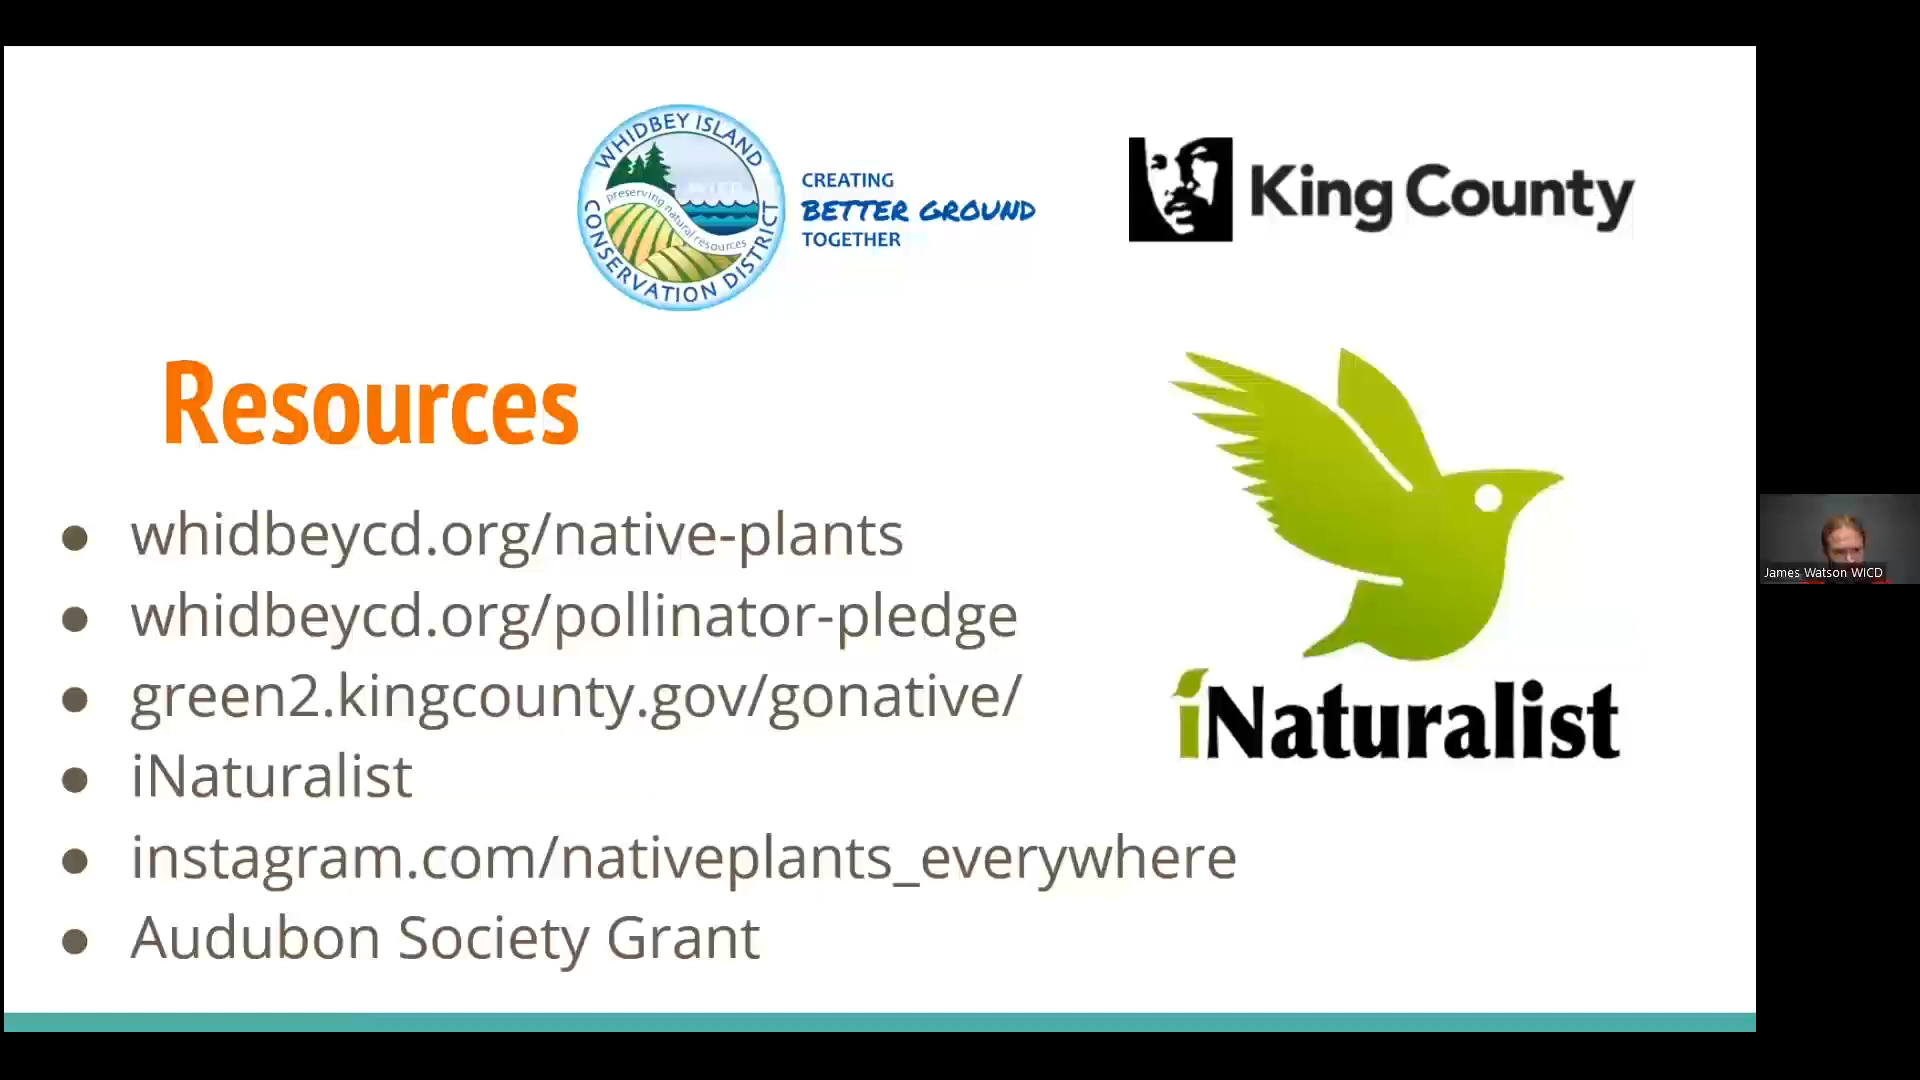 WHIDBEY ISLAND
CONSERVATION DISTRICT
preserving natural resources
CREATING
BETTER GROUND
TOGETHER
King County
Resources
whidbeycd.org/native-plants
whidbeycd.org/pollinator-pledge
green2.kingcounty.gov/gonative/
iNaturalist
instagram.com/nativeplants_everywhere
Audubon Society Grant
iNaturalist
James Watson WICD